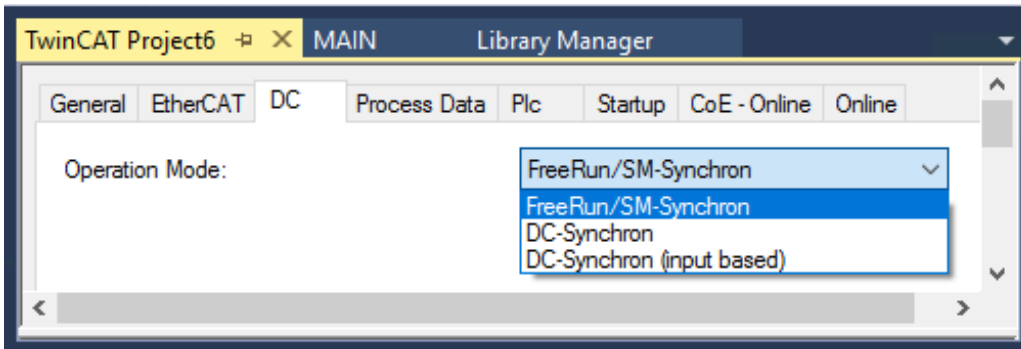 TwinCAT Project6 MAIN Library Manager
General EtherCAT DC Process Data Plc Startup CoE - Online Online
Operation Mode: FreeRun/SM-Synchron
FreeRun/SM-Synchron
DC-Synchron
DC-Synchron (input based)